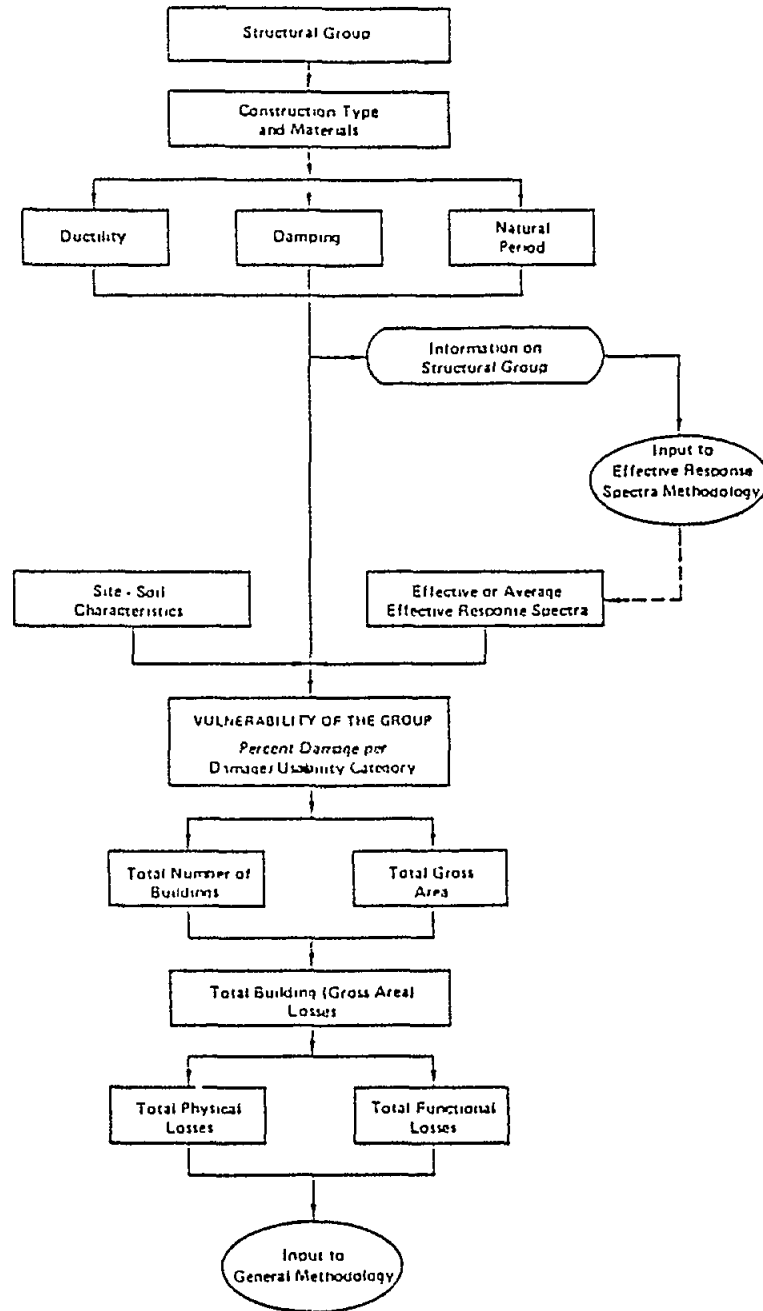 Structural Group
Construction Type
and Materials
Ductility
Damping
Natural
Period
Information on
Structural Group
Input to
Effective Response
Spectra Methodology
Site - Soil
Characteristics
Effective or Average
Effective Response Spectra
VULNERABILITY OF THE GROUP
Percent Damage per
Damage/Usability Category
Total Number of
Buildings
Total Gross
Area
Total Building (Gross Area)
Losses
Total Physical
Losses
Total Functional
Losses
Input to
General Methodology